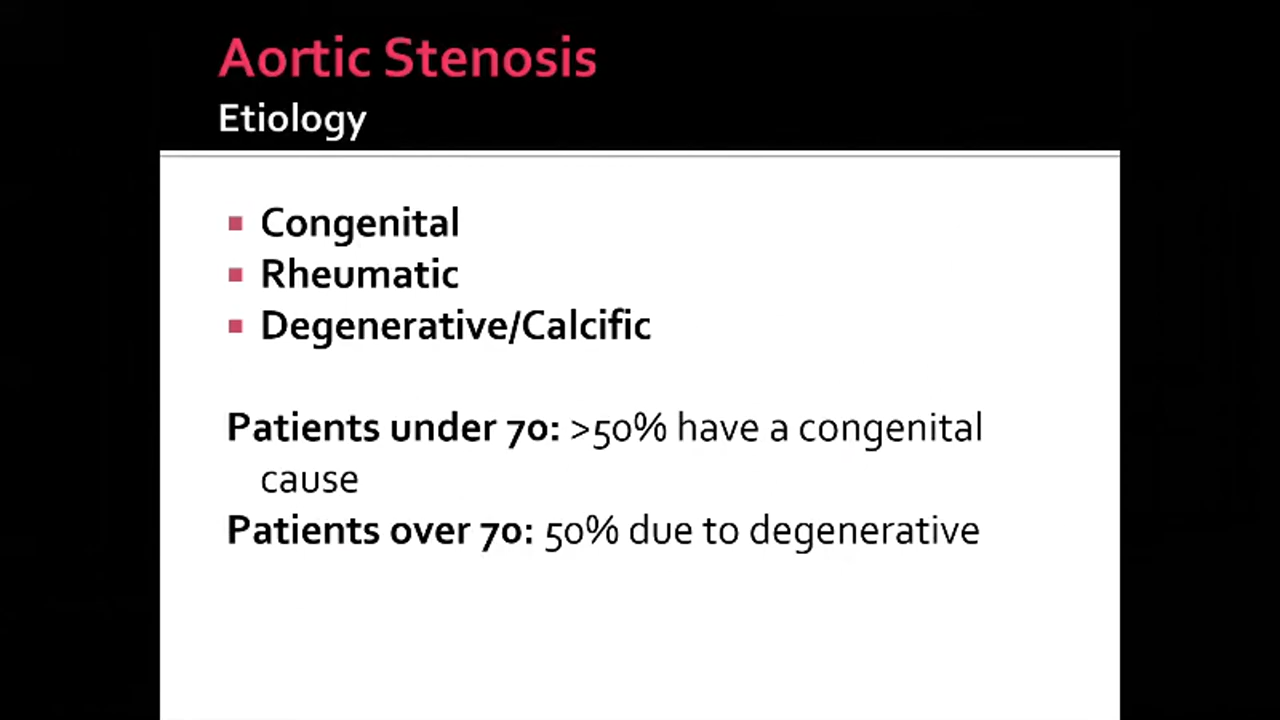 Aortic Stenosis
Etiology
▪ Congenital
▪ Rheumatic
▪ Degenerative/Calcific
Patients under 70: >50% have a congenital
cause
Patients over 70: 50% due to degenerative